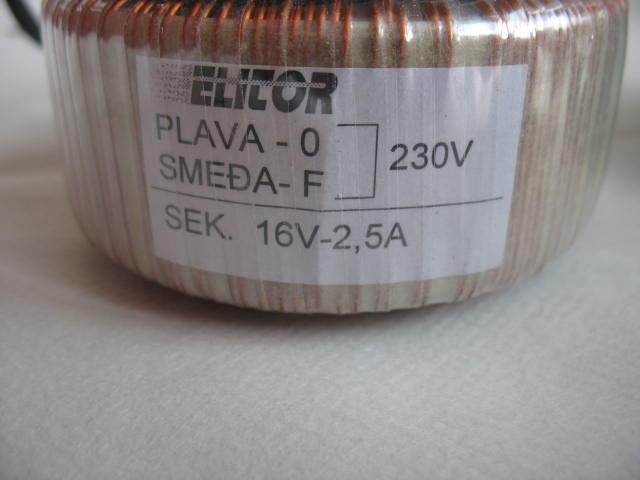 ELITOR
PLAVA - 0
SMEĐA- F
230V
SEK. 16V-2,5A